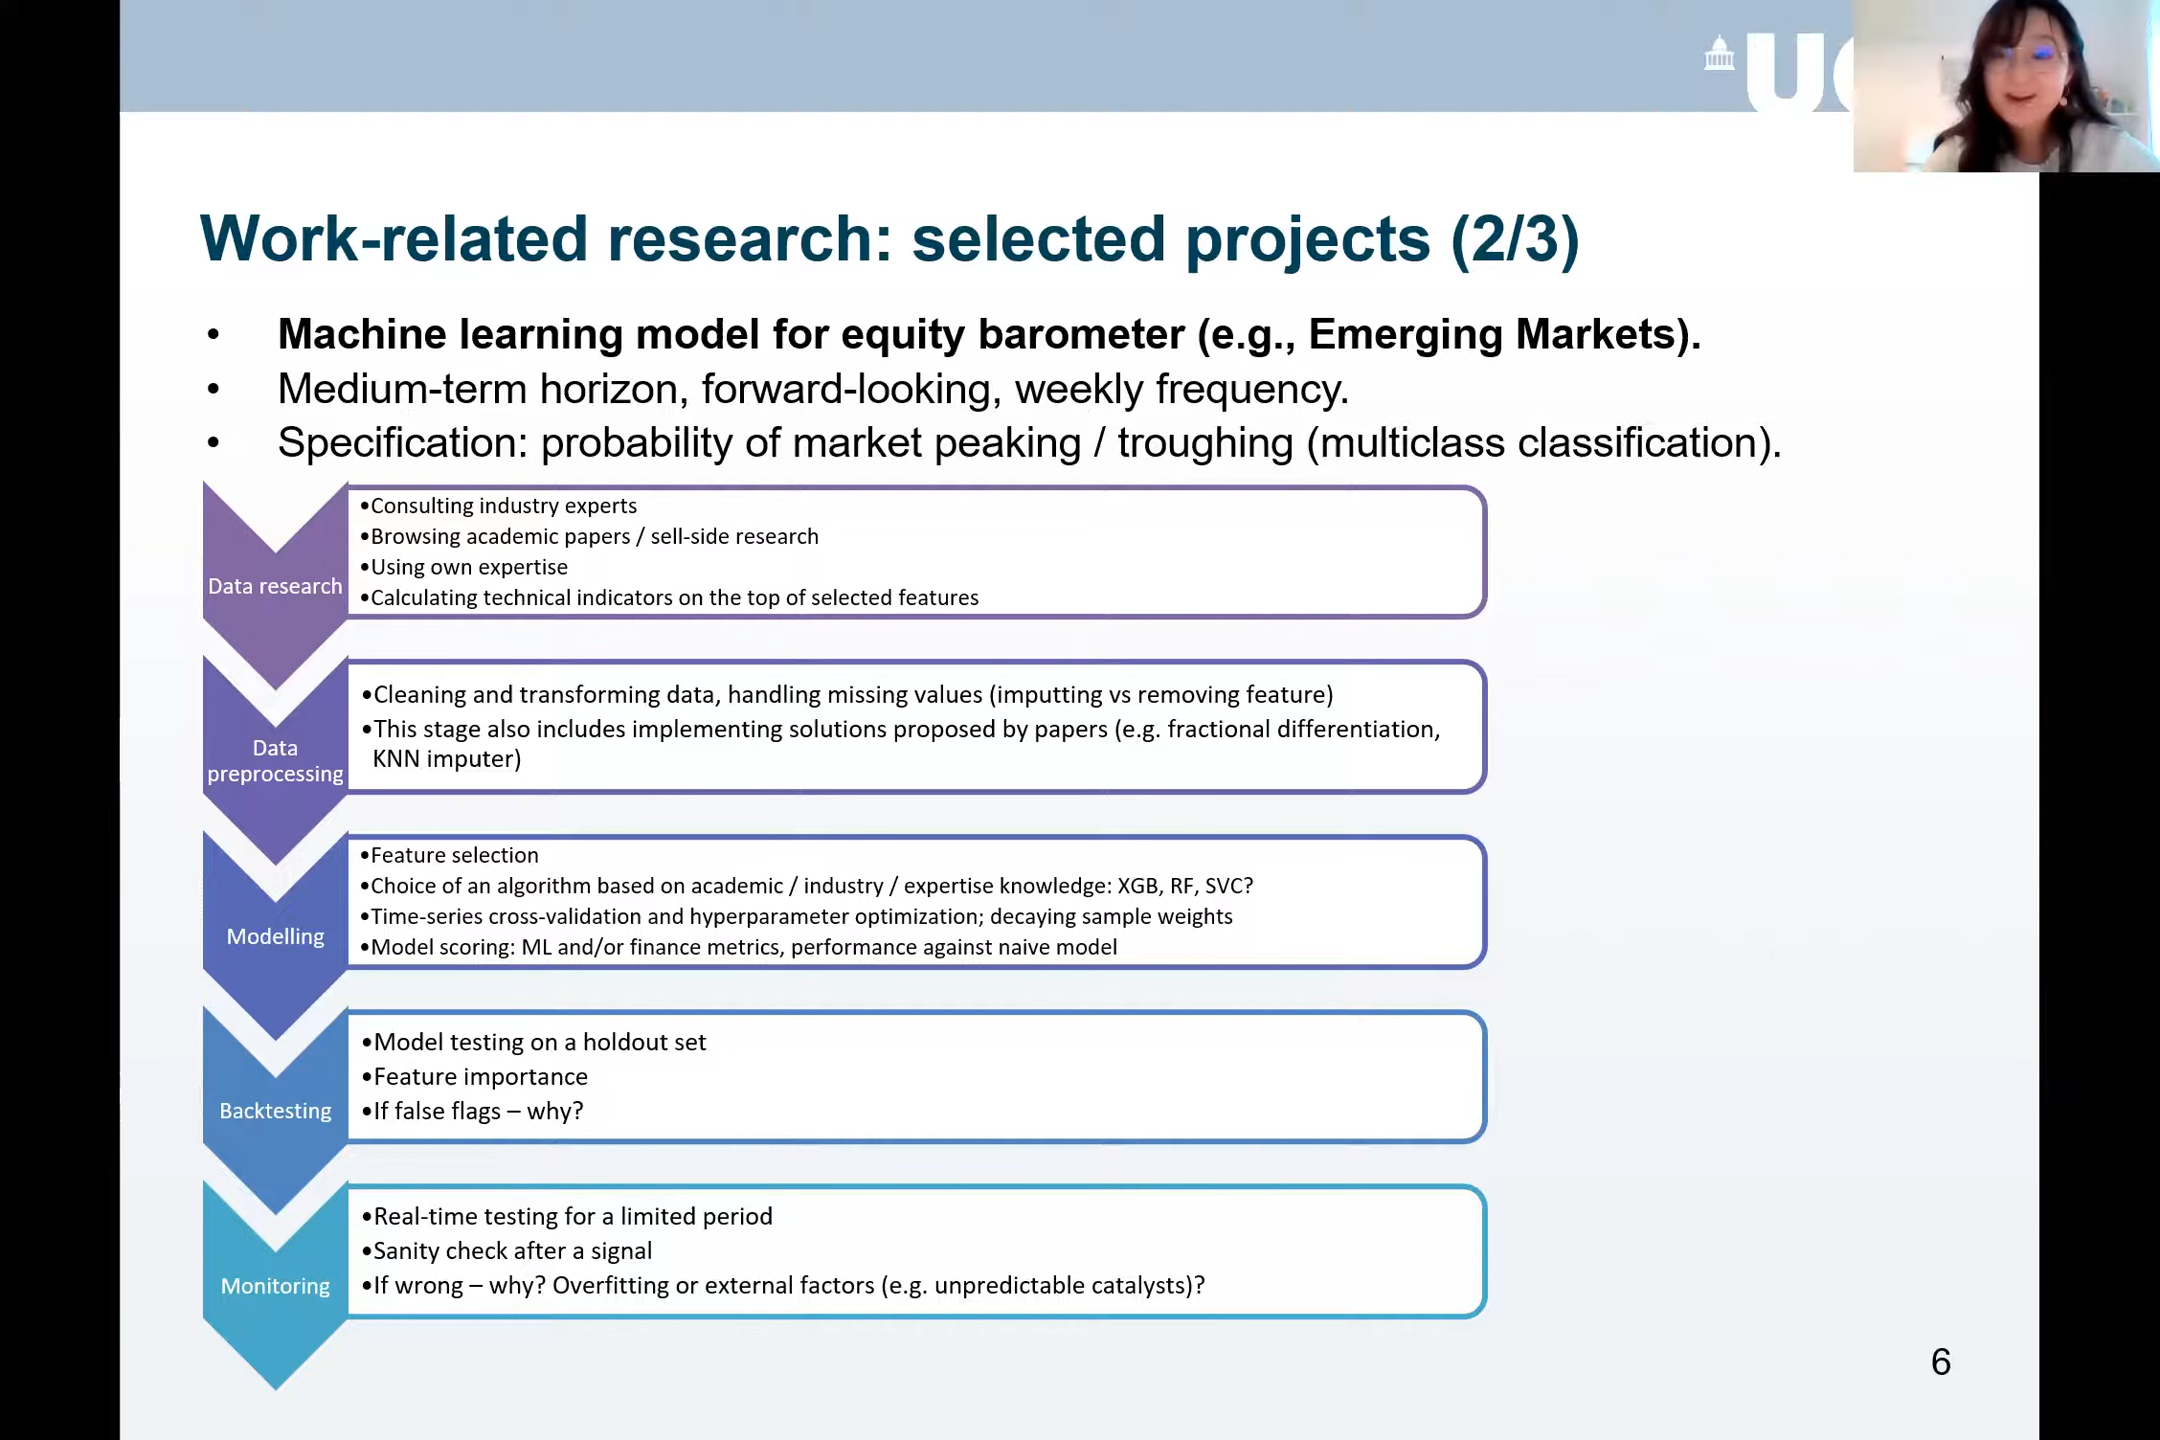 Work-related research: selected projects (2/3)
• Machine learning model for equity barometer (e.g., Emerging Markets).
• Medium-term horizon, forward-looking, weekly frequency.
• Specification: probability of market peaking / troughing (multiclass classification).
Data research
•Consulting industry experts
•Browsing academic papers / sell-side research
•Using own expertise
•Calculating technical indicators on the top of selected features
Data
preprocessing
•Cleaning and transforming data, handling missing values (imputting vs removing feature)
•This stage also includes implementing solutions proposed by papers (e.g. fractional differentiation,
KNN imputer)
Modelling
•Feature selection
•Choice of an algorithm based on academic / industry / expertise knowledge: XGB, RF, SVC?
•Time-series cross-validation and hyperparameter optimization; decaying sample weights
•Model scoring: ML and/or finance metrics, performance against naive model
Backtesting
•Model testing on a holdout set
•Feature importance
•If false flags – why?
Monitoring
•Real-time testing for a limited period
•Sanity check after a signal
•If wrong – why? Overfitting or external factors (e.g. unpredictable catalysts)?
6